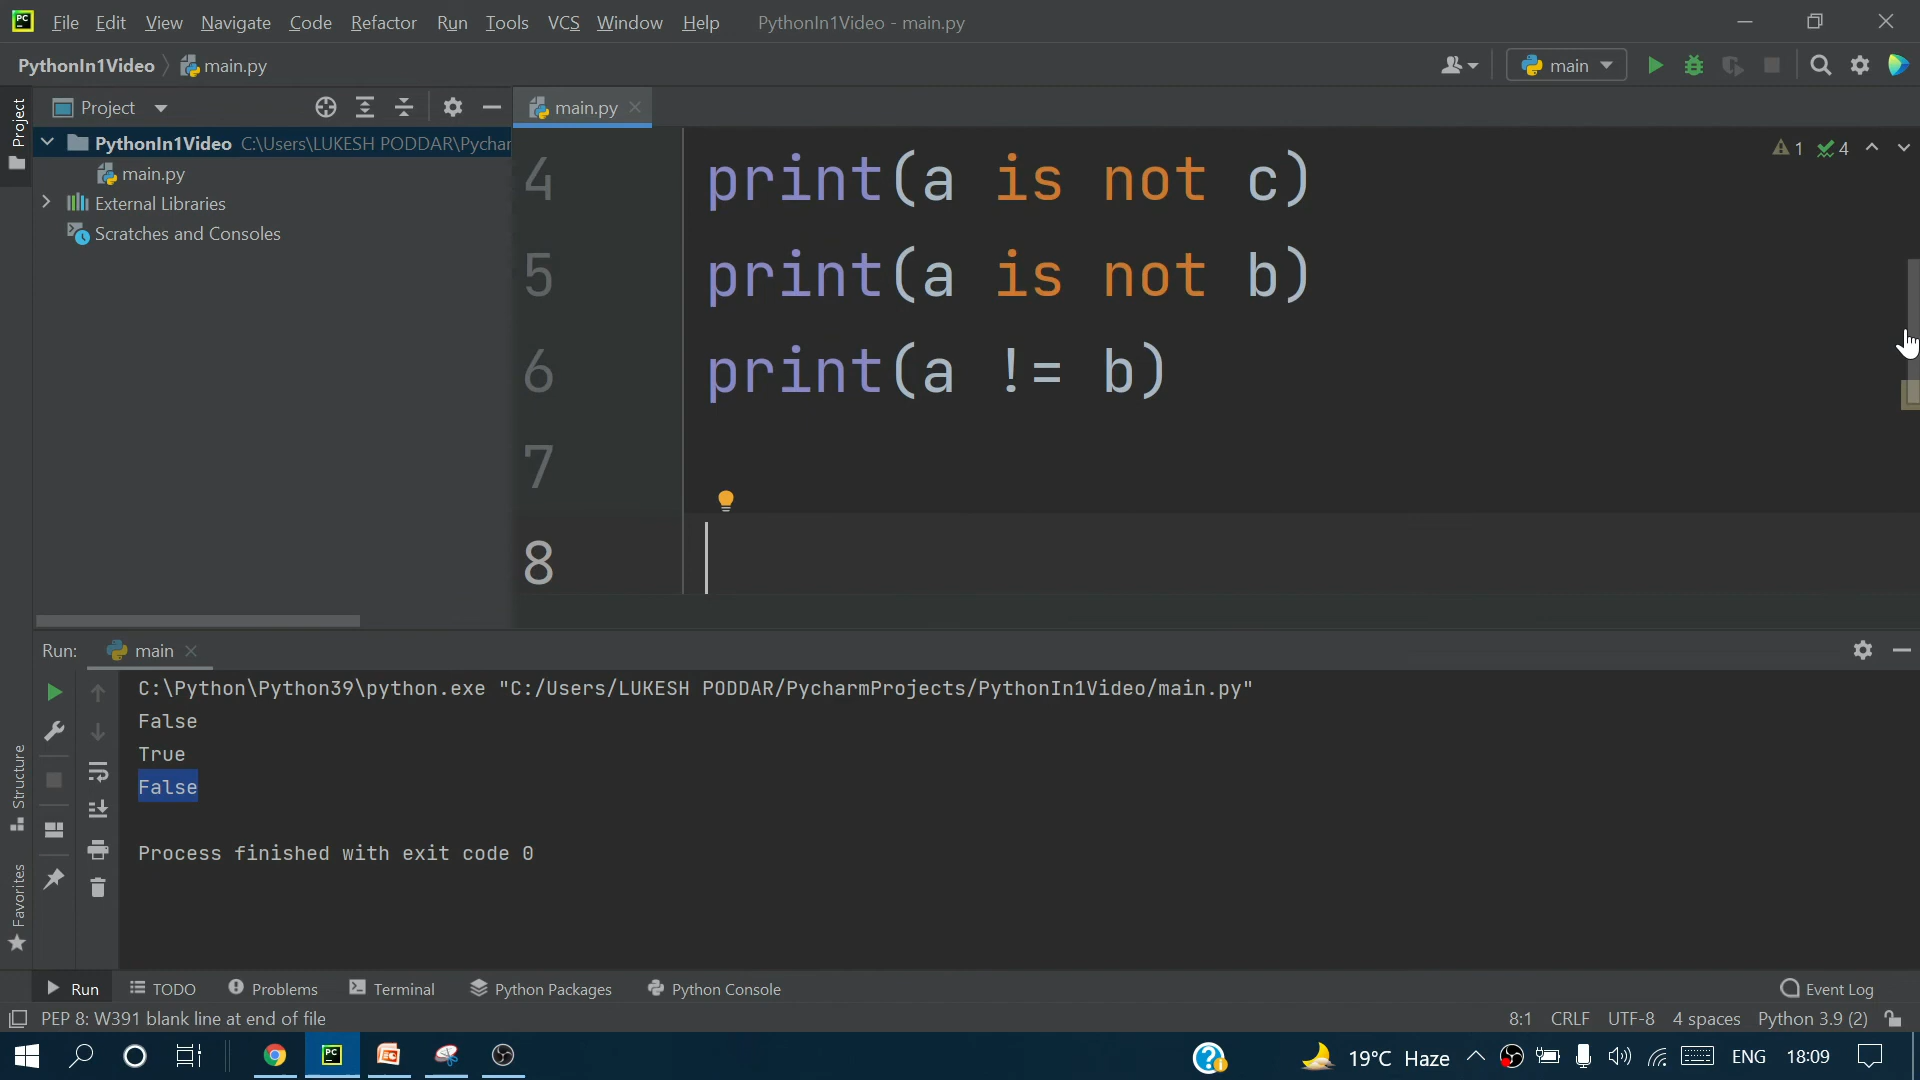 PC File Edit View Navigate Code Refactor Run Tools VCS Window Help PythonIn1Video - main.py
PythonIn1Video main.py main
Project main.py
Project
PythonIn1Video C:\Users\LUKESH PODDAR\Pychar
main.py
External Libraries
Scratches and Consoles
1 4
4 print(a is not c)
5 print(a is not b)
6 print(a != b)
7
8
Run: main
C:\Python\Python39\python.exe "C:/Users/LUKESH PODDAR/PycharmProjects/PythonIn1Video/main.py"
False
True
False
Process finished with exit code 0
Structure
Favorites
Run TODO Problems Terminal Python Packages Python Console Event Log
PEP 8: W391 blank line at end of file 8:1 CRLF UTF-8 4 spaces Python 3.9 (2)
PC 19°C Haze ENG 18:09